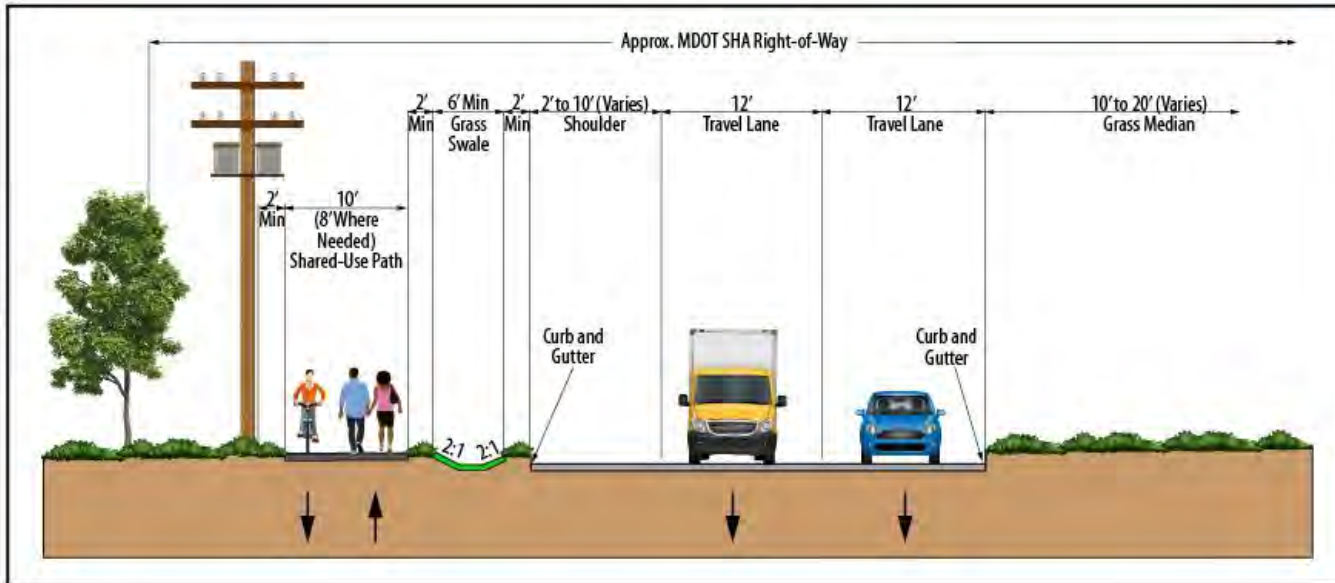 Approx. MDOT SHA Right-of-Way
2'
Min
6' Min
Grass
Swale
2'
Min
2' to 10' (Varies)
Shoulder
12'
Travel Lane
12'
Travel Lane
10' to 20' (Varies)
Grass Median
2'
Min
10'
(8' Where
Needed)
Shared-Use Path
Curb and
Gutter
Curb and
Gutter
2:1
2:1